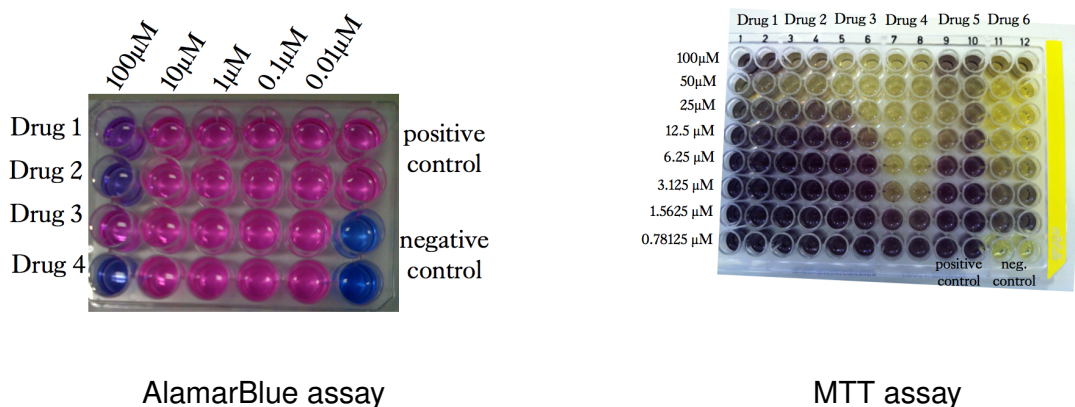 100µM
10µM
1µM
0.1µM
0.01µM
Drug 1
Drug 2
Drug 3
Drug 4
positive
control
negative
control
AlamarBlue assay
Drug 1 Drug 2 Drug 3 Drug 4 Drug 5 Drug 6
1 2 3 4 5 6 7 8 9 10 11 12
100µM
50µM
25µM
12.5 µM
6.25 µM
3.125 µM
1.5625 µM
0.78125 µM
positive
control
neg.
control
MTT assay